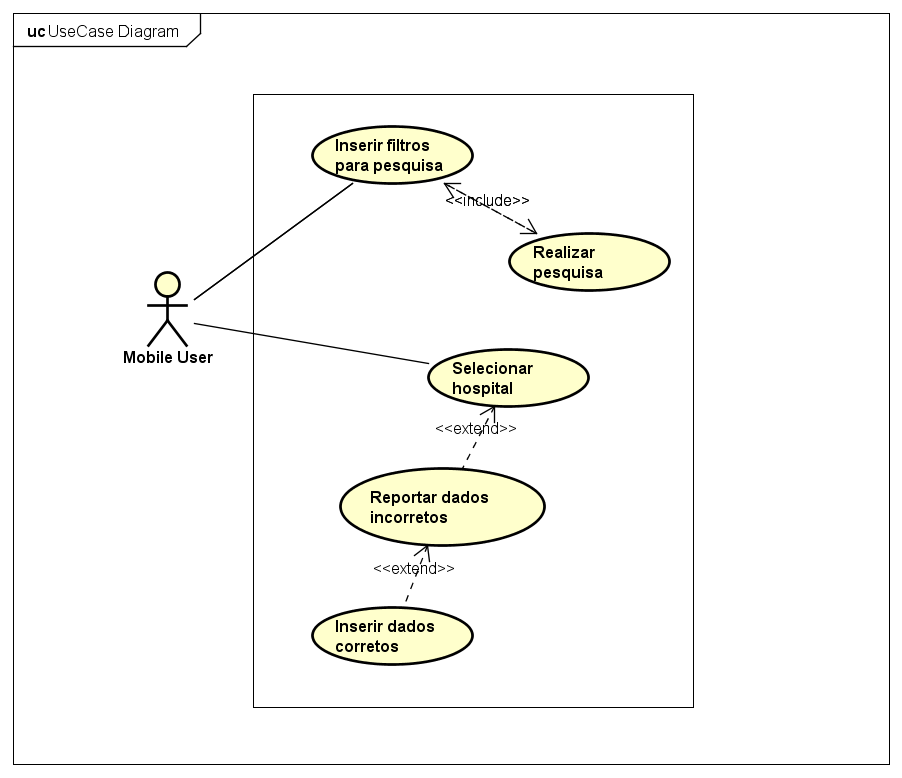 uc UseCase Diagram
Inserir filtros
para pesquisa
<<include>>
Realizar
pesquisa
Mobile User
Selecionar
hospital
<<extend>>
Reportar dados
incorretos
<<extend>>
Inserir dados
corretos